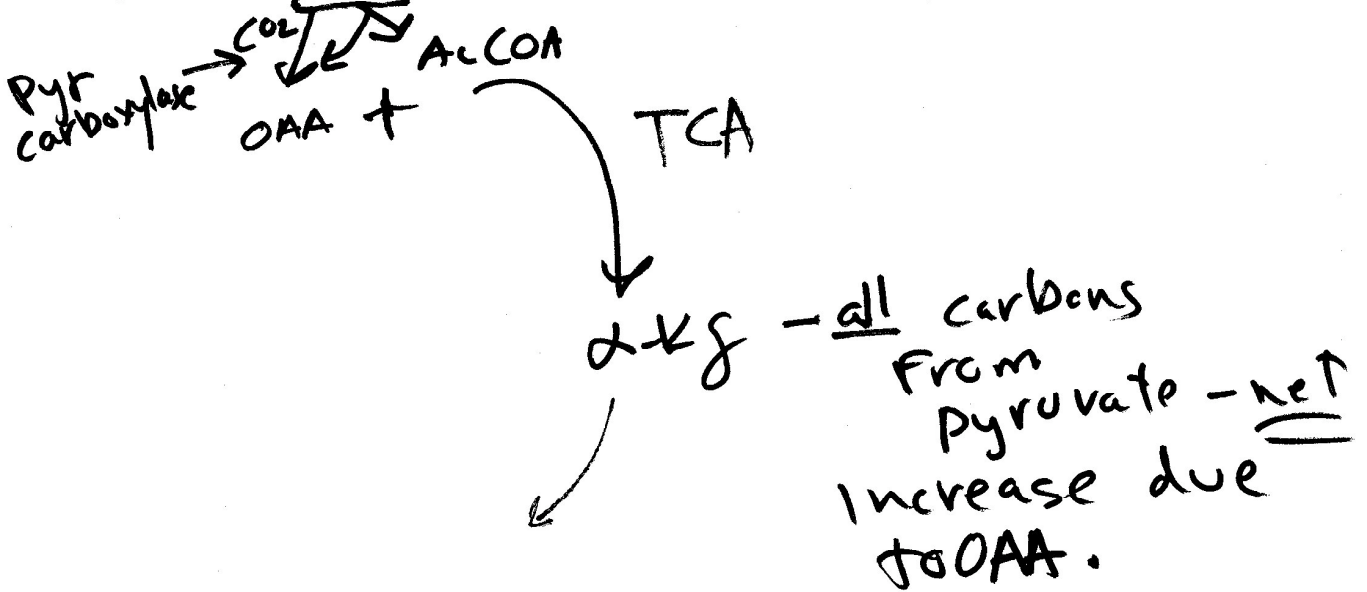 CO2
AcCOA
Pyr
carboxylase
OAA +
TCA
αkg - all carbons
From
pyruvate - net
increase due
to OAA.